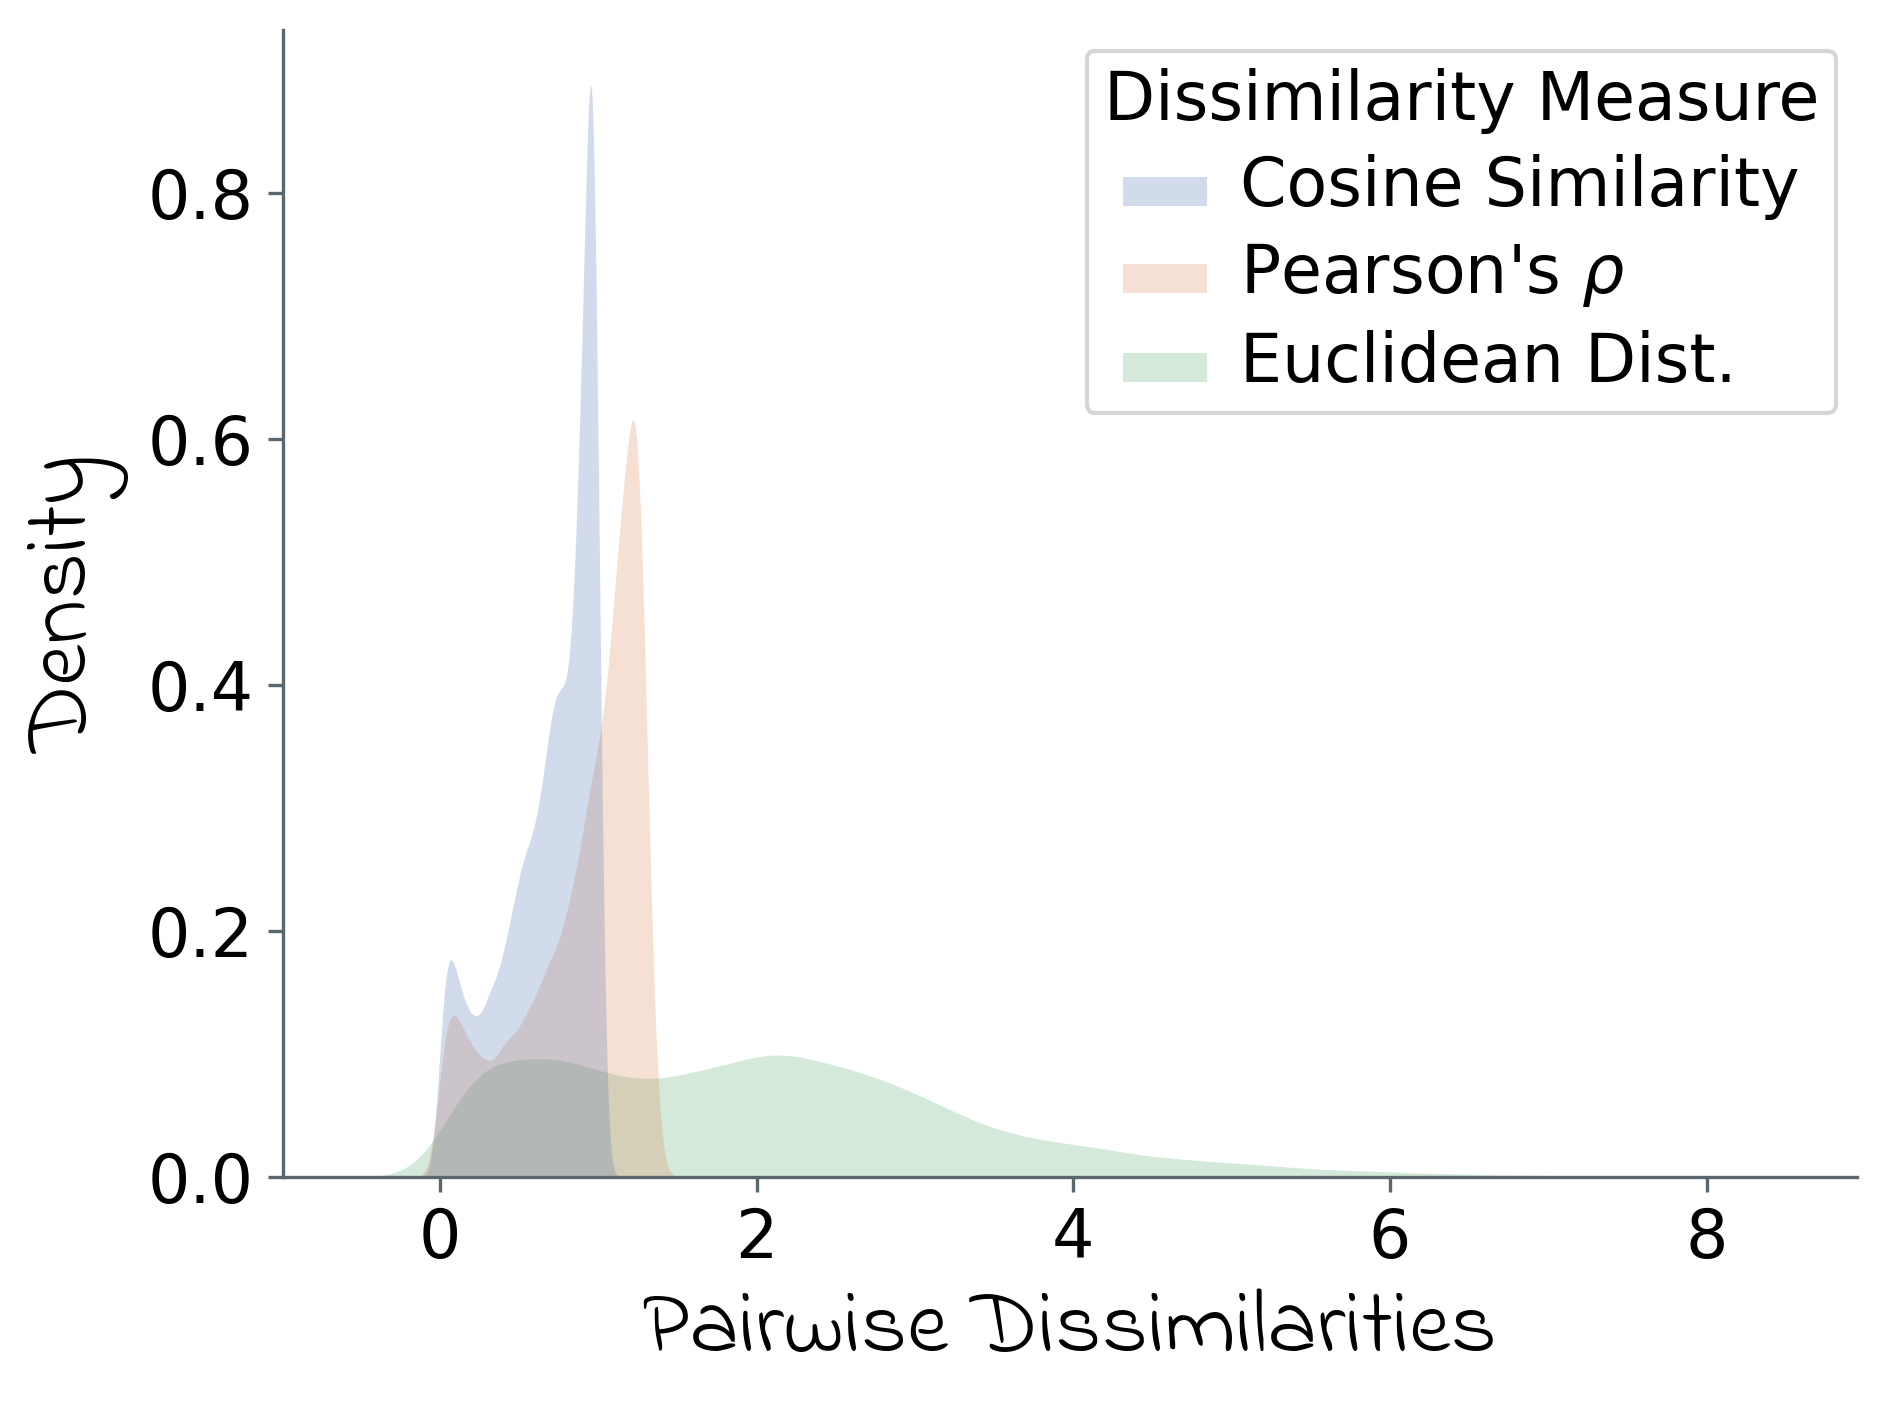 Dissimilarity Measure
Cosine Similarity
Pearson's ρ
Euclidean Dist.
Density
0.8
0.6
0.4
0.2
0.0
0 2 4 6 8
Pairwise Dissimilarities